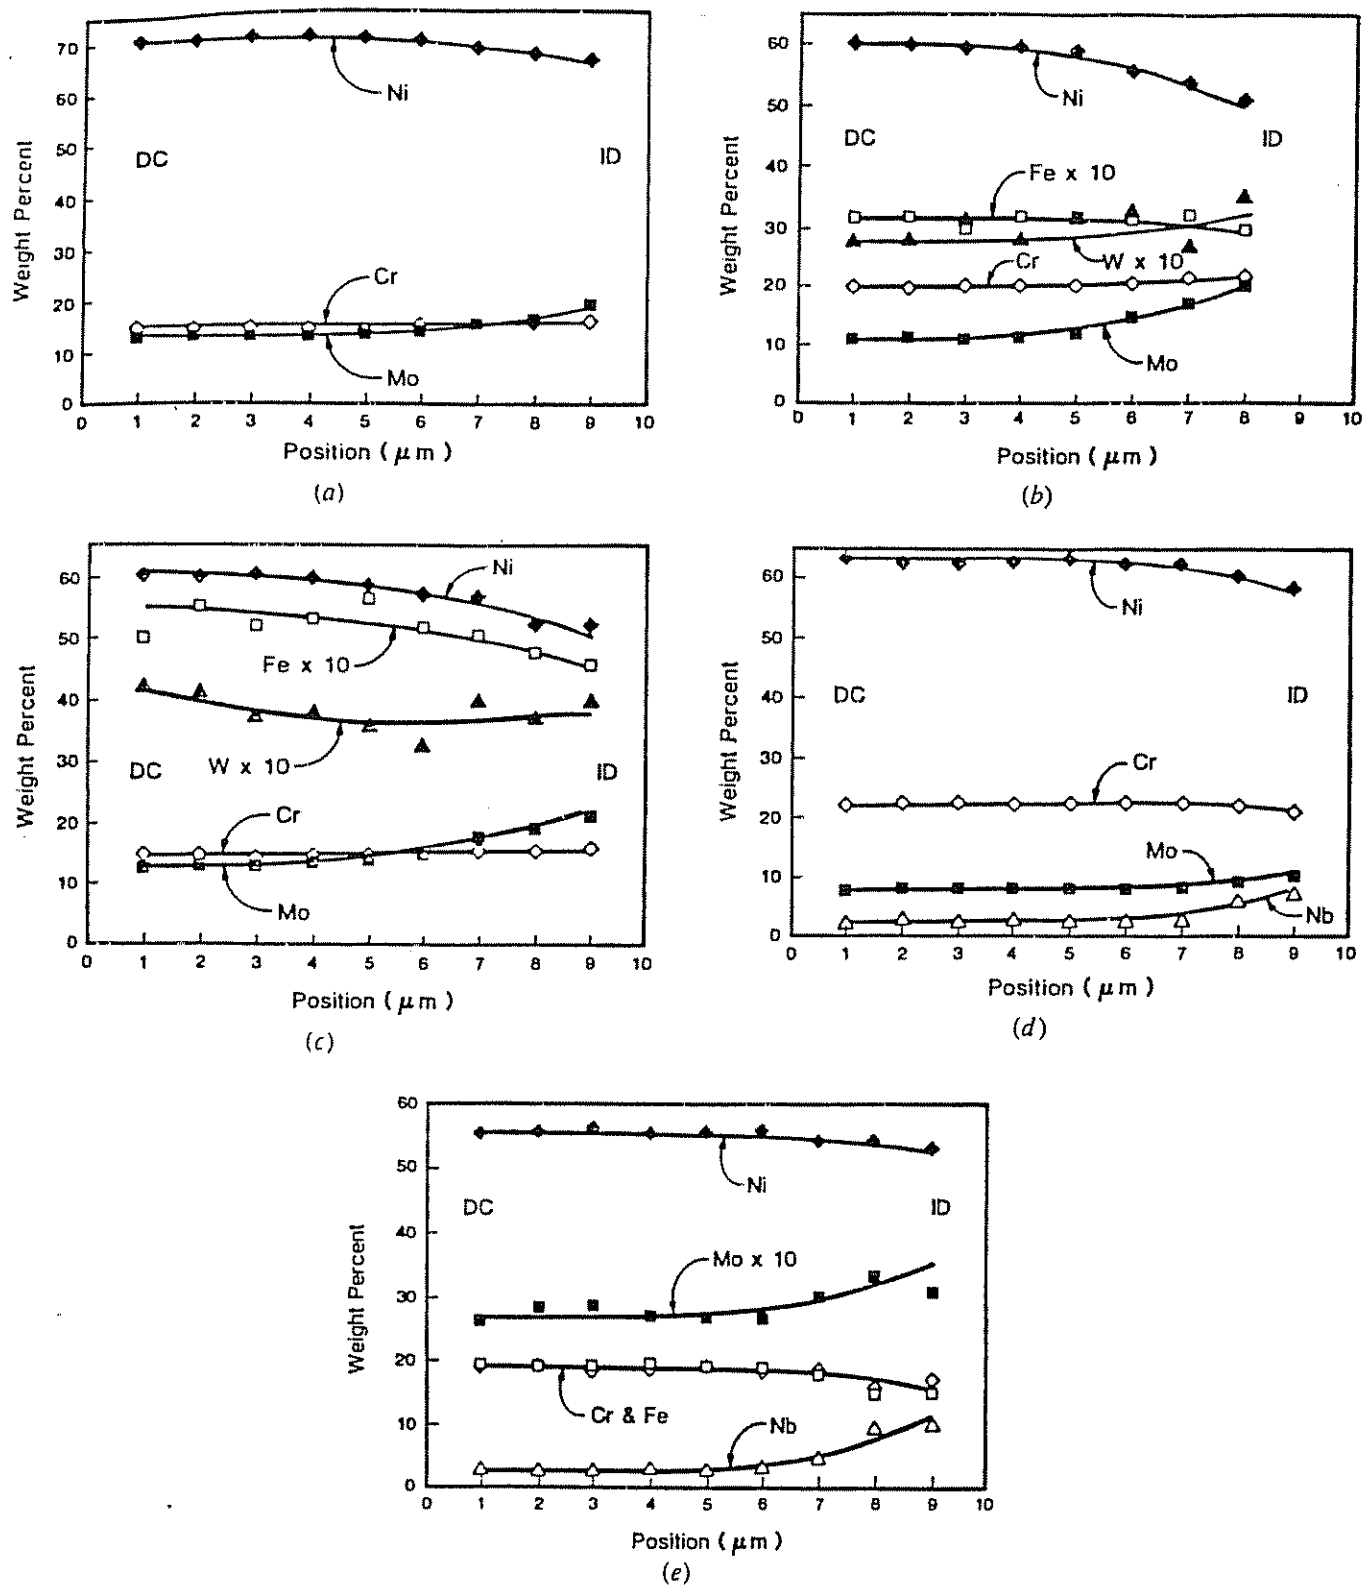 70
60
50
40
30
20
10
0
Weight Percent
Ni
DC
ID
Cr
Mo
0 1 2 3 4 5 6 7 8 9 10
Position ( μm )
(a)
60
50
40
30
20
10
0
Weight Percent
Ni
DC
ID
Fe x 10
W x 10
Cr
Mo
0 1 2 3 4 5 6 7 8 9 10
Position ( μm )
(b)
60
50
40
30
20
10
0
Weight Percent
Ni
Fe x 10
W x 10
DC
ID
Cr
Mo
0 1 2 3 4 5 6 7 8 9 10
Position ( μm )
(c)
60
50
40
30
20
10
0
Weight Percent
Ni
DC
ID
Cr
Mo
Nb
0 1 2 3 4 5 6 7 8 9 10
Position ( μm )
(d)
60
50
40
30
20
10
0
Weight Percent
Ni
DC
ID
Mo x 10
Cr & Fe
Nb
0 1 2 3 4 5 6 7 8 9 10
Position ( μm )
(e)